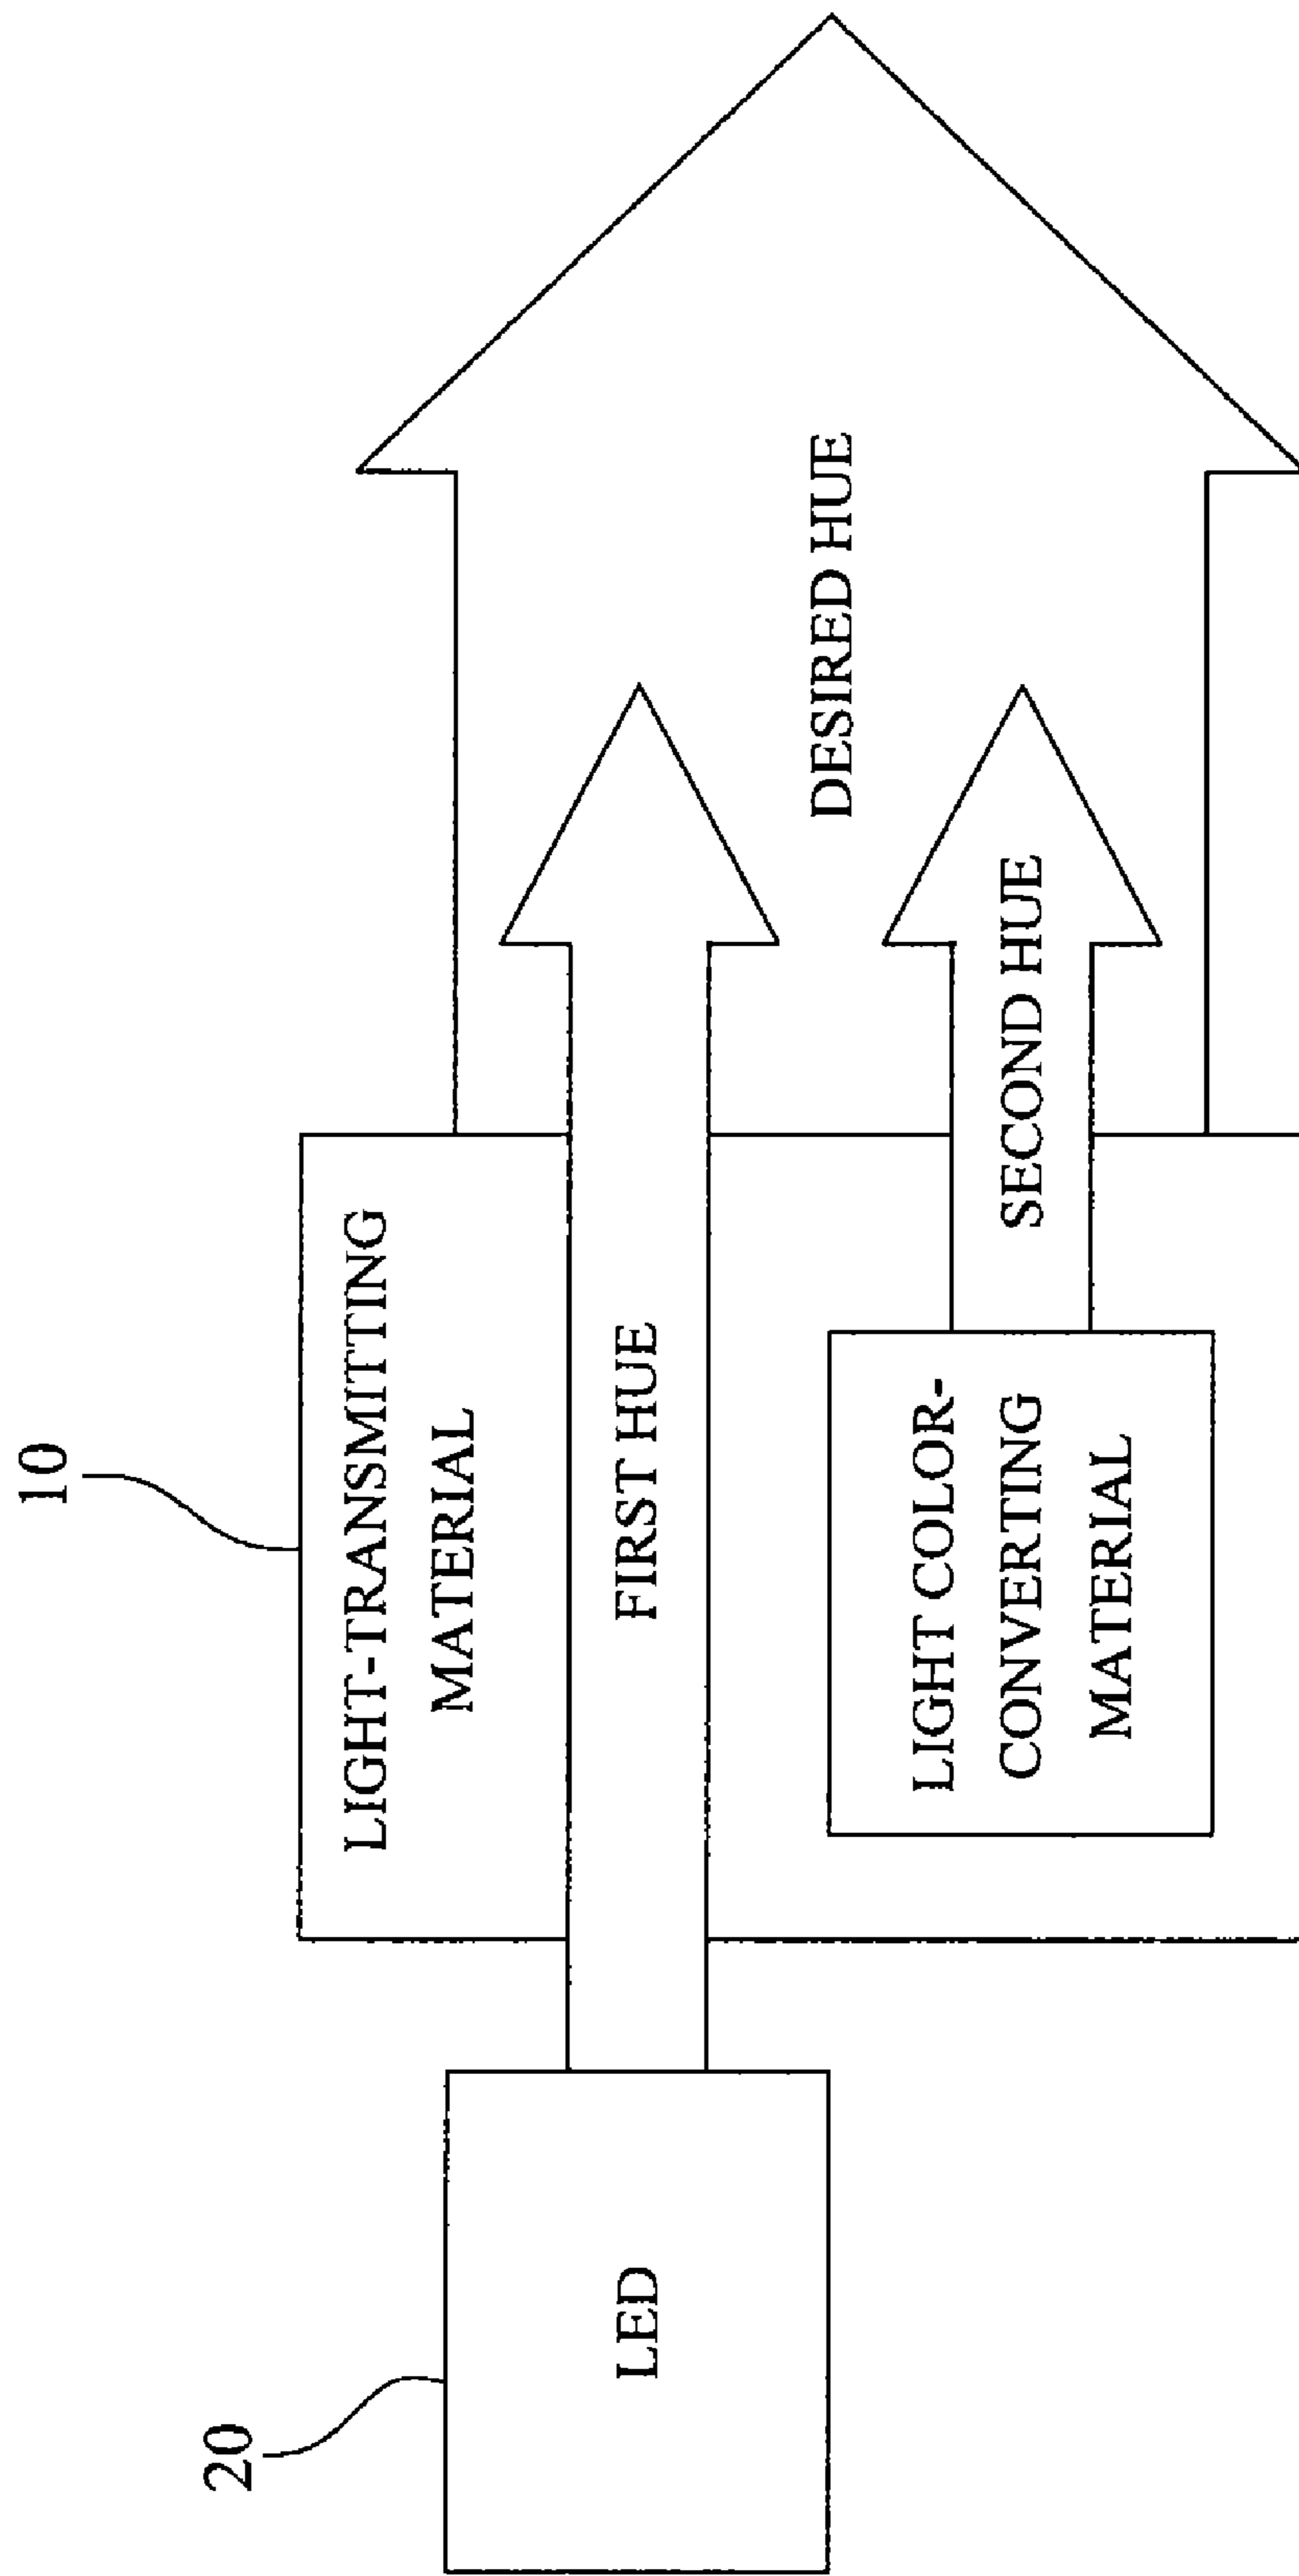 10
20
LED
LIGHT-TRANSMITTING
MATERIAL
FIRST HUE
LIGHT COLOR-
CONVERTING
MATERIAL
SECOND HUE
DESIRED HUE